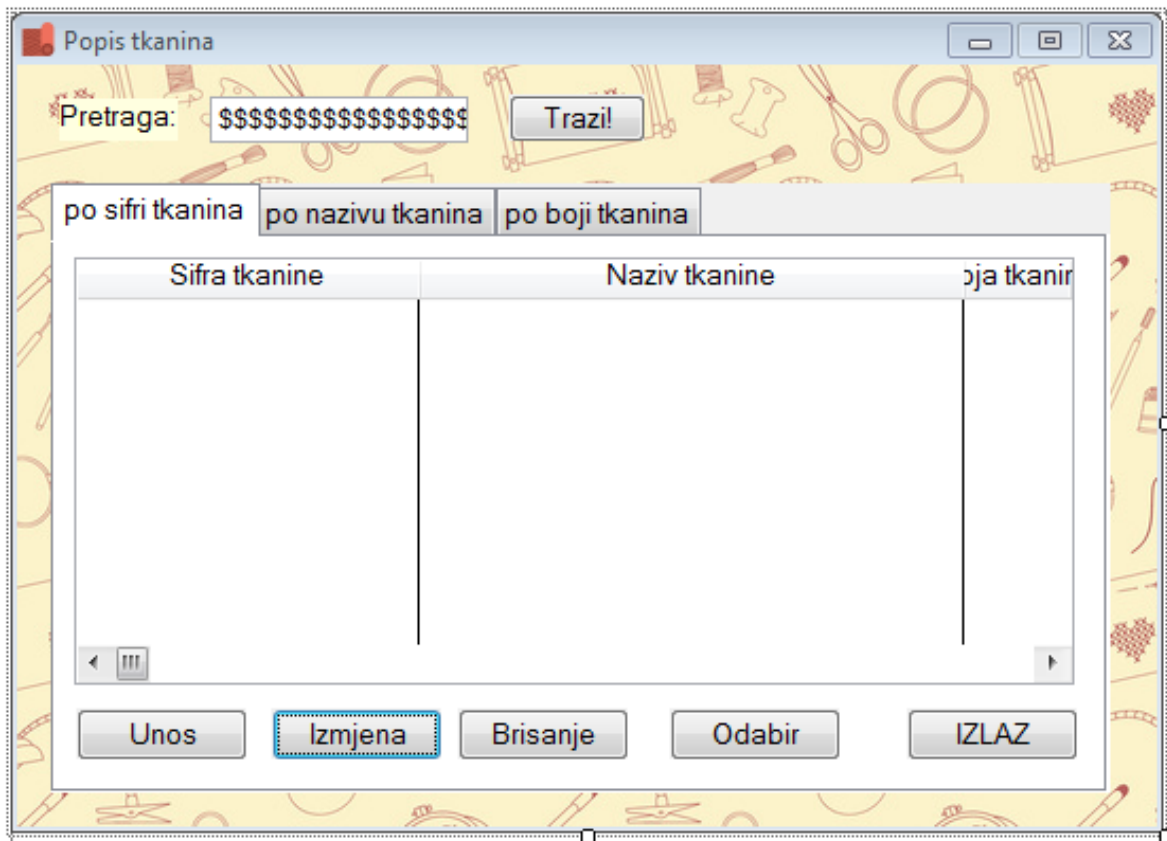 Popis tkanina
Pretraga: $$$$$$$$$$$$$$$$$ Trazi!
po sifri tkanina po nazivu tkanina po boji tkanina
Sifra tkanine Naziv tkanine oja tkanin
Unos Izmjena Brisanje Odabir IZLAZ